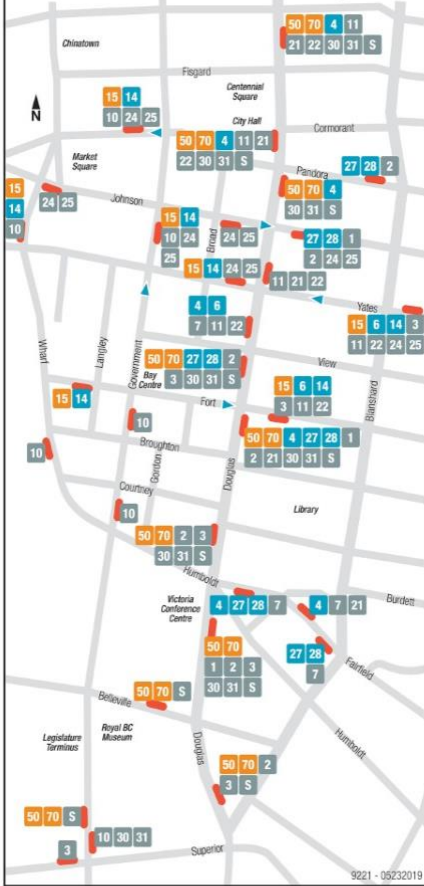 50 70 4 11
21 22 30 31 S
Chinatown
Fisgard
Centennial
Square
15 14
10 24 25
N
City Hall
Cormorant
50 70 4 11 21
22 30 31 S
Market
Square
Pandora
27 28 2
15
14
10
24 25
50 70 4
30 31 S
Johnson
15 14
10 24
25
Broad
24 25
27 28 1
2 24 25
15 14 24 25
11 21 22
Yates
4 6
7 11 22
15 6 14 3
11 22 24 25
Wharf
Langley
Government
View
Blanshard
50 70 27 28 2
3 30 31 S
Bay
Centre
15 14
Fort
15 6 14
3 11 22
10
50 70 4 27 28 1
2 21 30 31 S
Broughton
Gordon
Douglas
10
Courtney
10
Library
50 70 2 3
30 31 S
Humboldt
Victoria
Conference
Centre
4 27 28 7
4 7 21
Burdett
50 70
1 2 3
30 31 S
27 28
7
Fairfield
50 70 S
Belleville
Royal BC
Museum
Legislature
Terminus
Douglas
Humboldt
50 70 2
3 S
50 70 S
10 30 31
3
Superior
9221 - 05232019